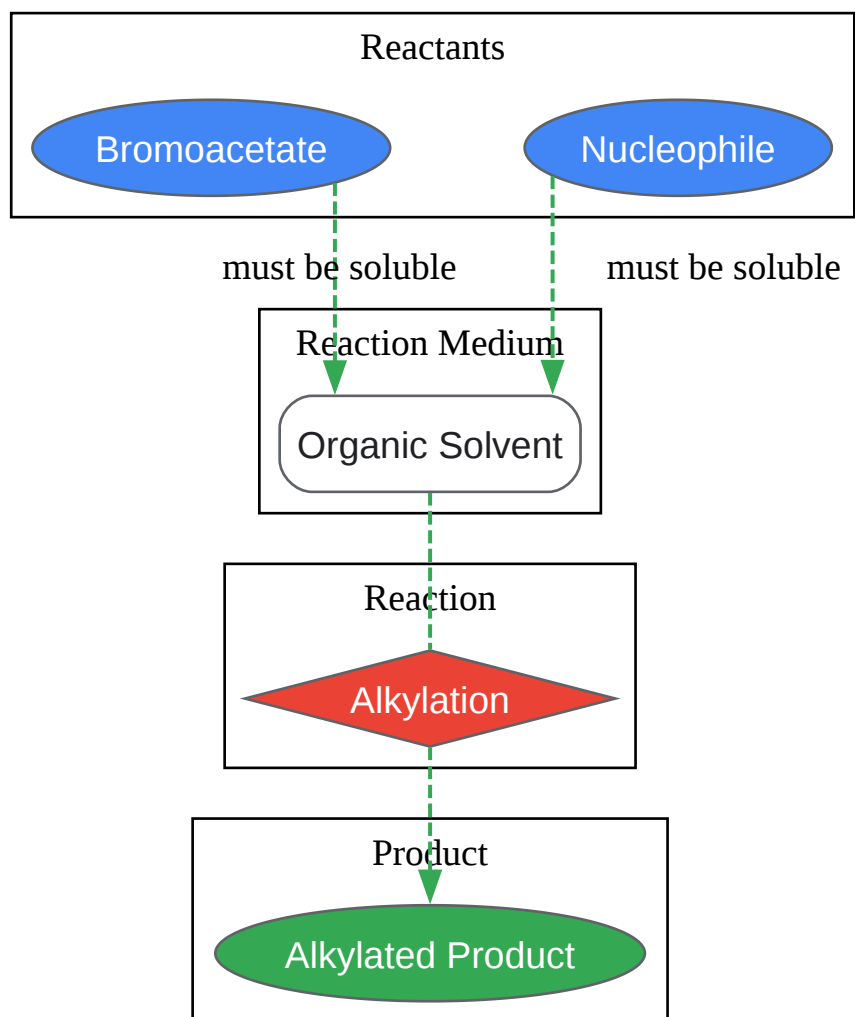 Reactants
Bromoacetate
Nucleophile
must be soluble
must be soluble
Reaction Medium
Organic Solvent
Reaction
Alkylation
Product
Alkylated Product